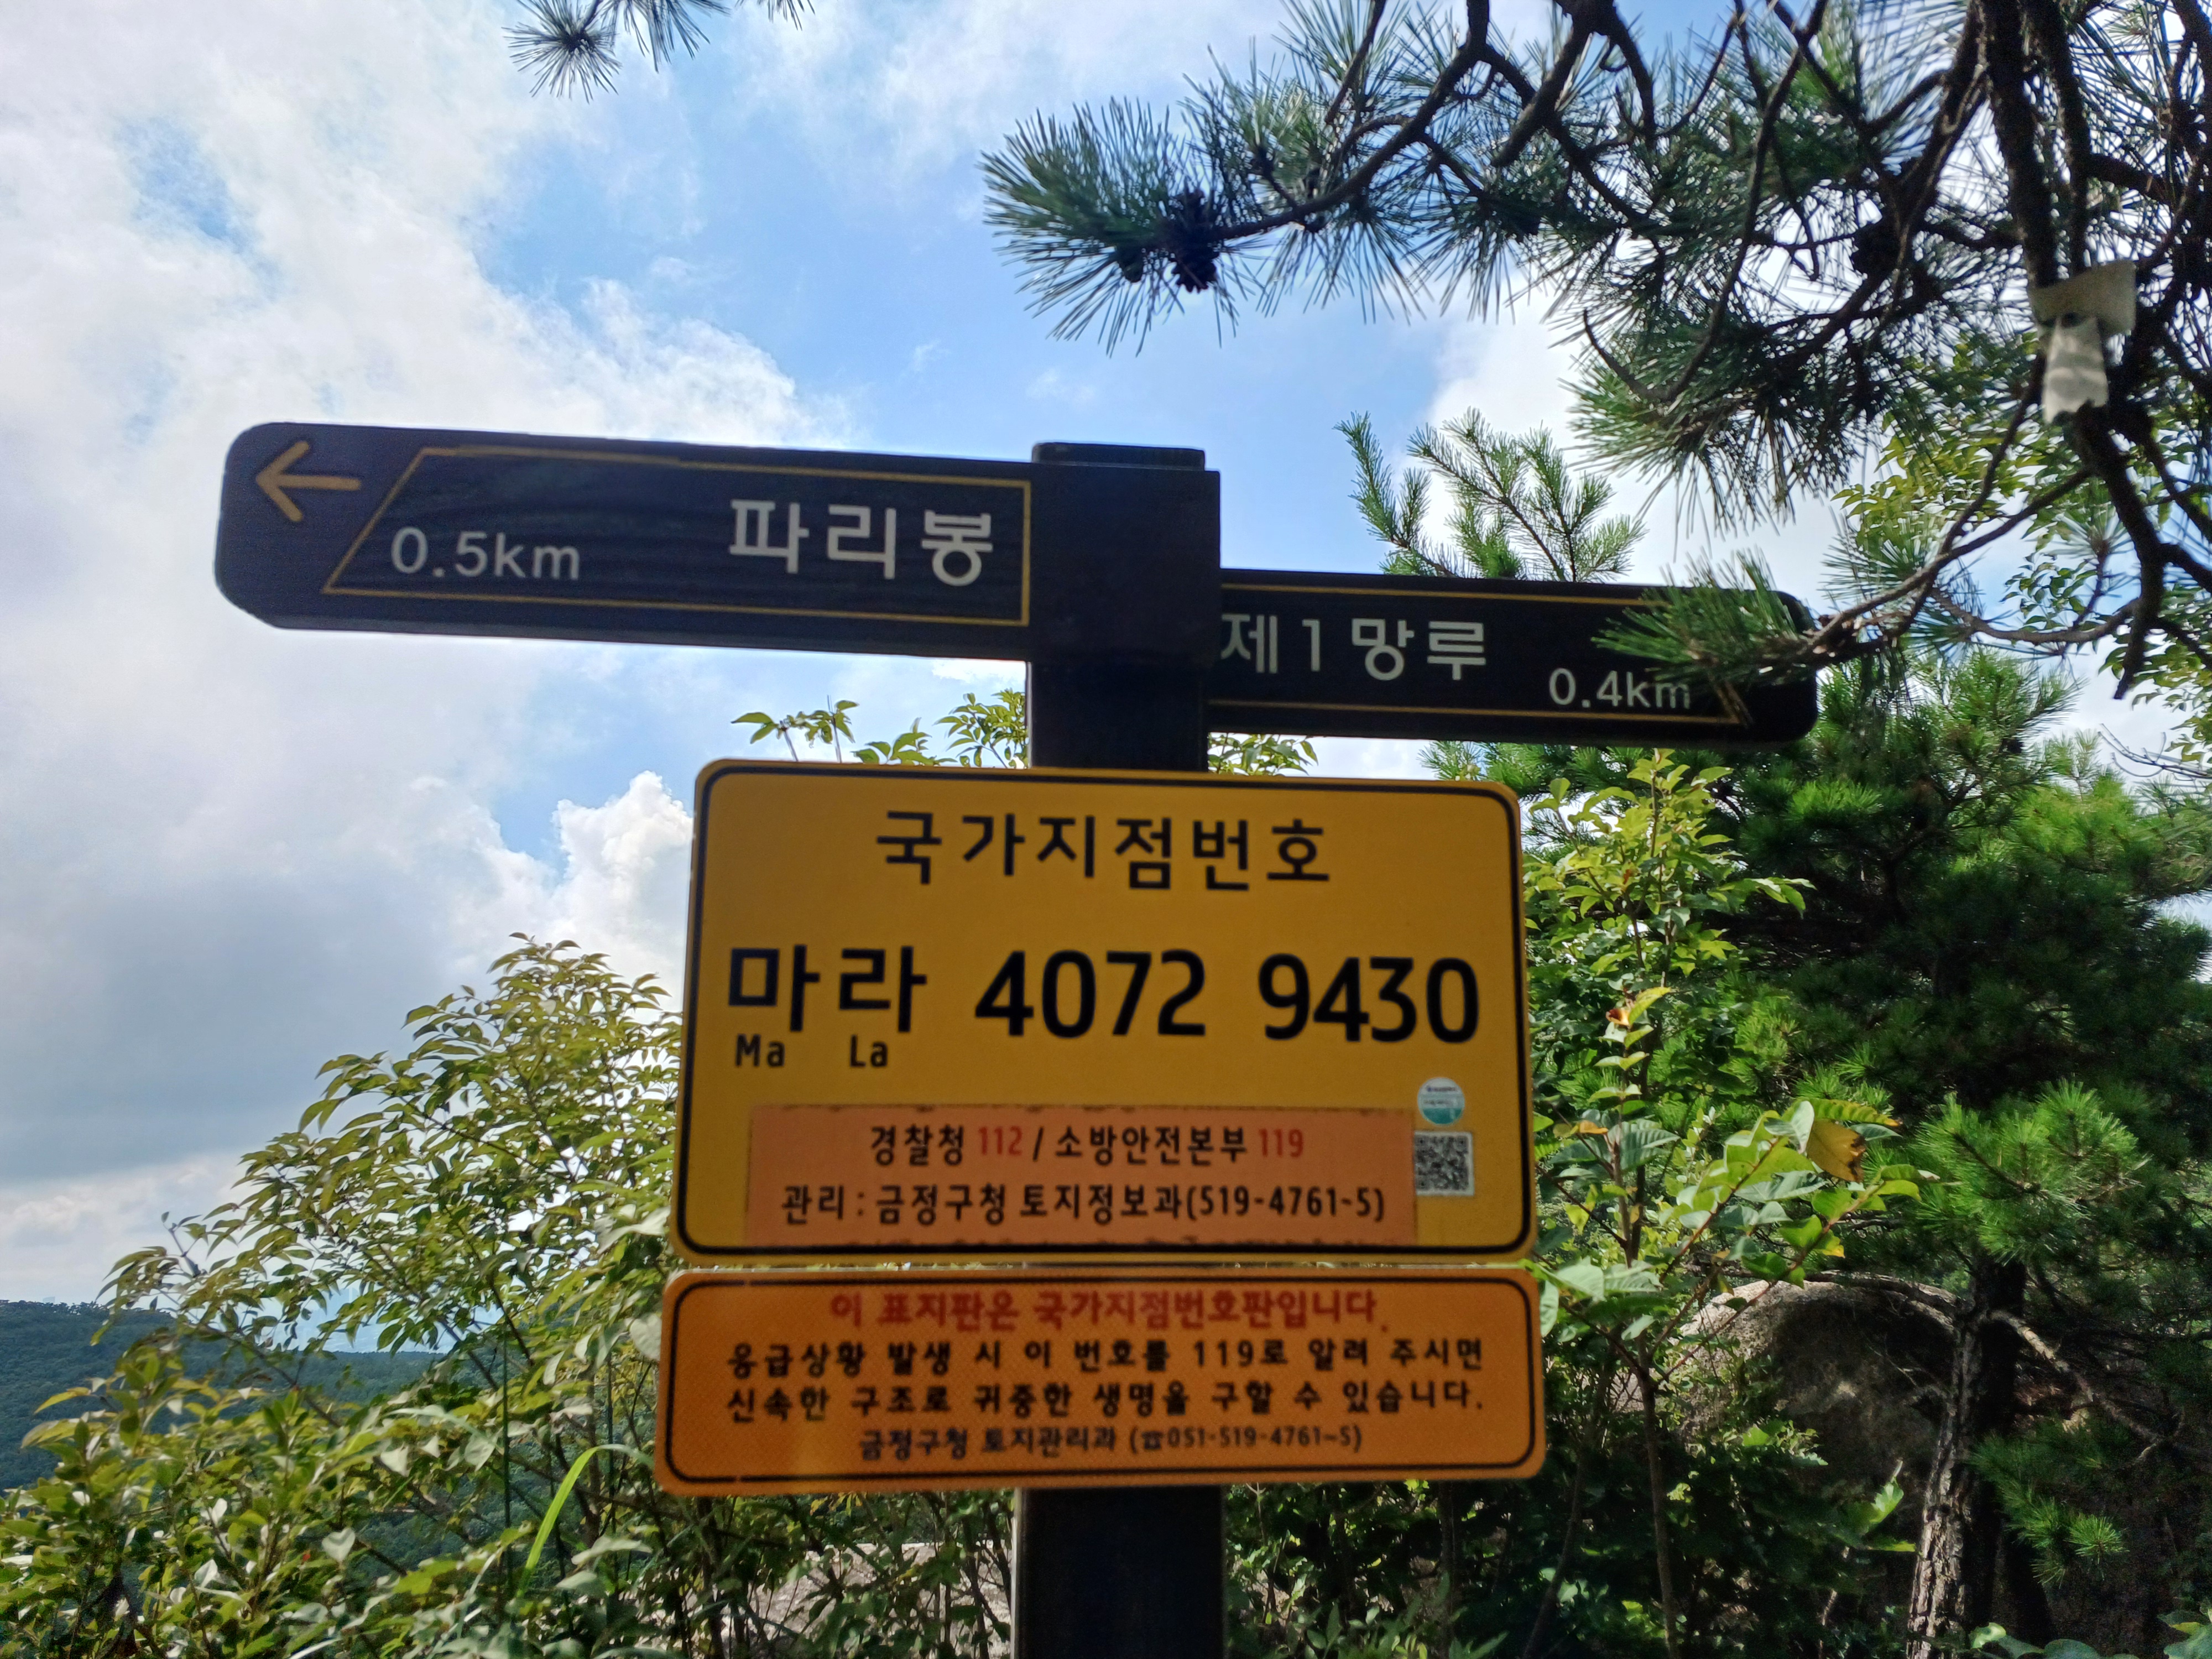 파리봉
0.5km
제1망루
0.4km
국가지점번호
마라 4072 9430
Ma La
경찰청 112 / 소방안전본부 119
관리 : 금정구청 토지정보과(519-4761-5)
이 표지판은 국가지점번호판입니다.
응급상황 발생 시 이 번호를 119로 알려 주시면
신속한 구조로 귀중한 생명을 구할 수 있습니다.
금정구청 토지관리과 (☎051-519-4761~5)